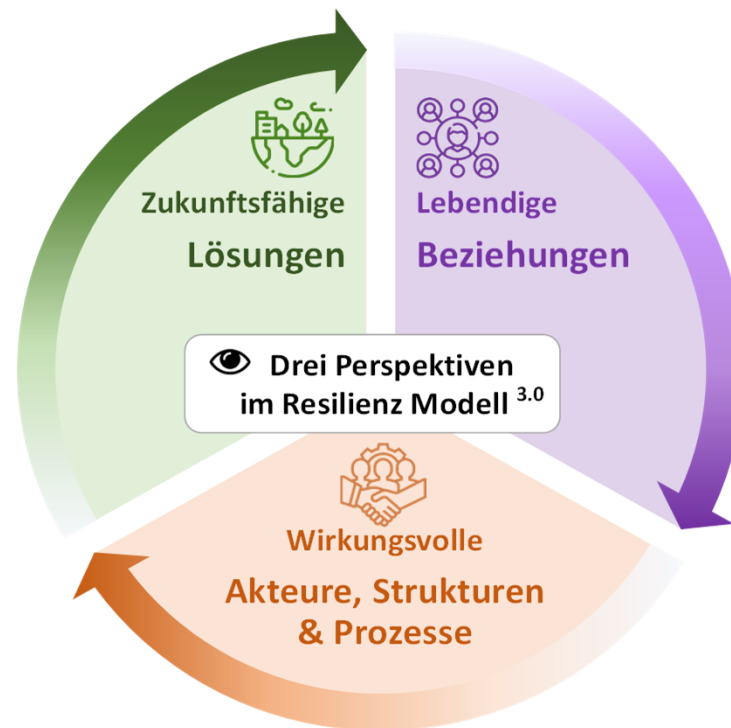 Zukunftsfähige
Lösungen
Lebendige
Beziehungen
Drei Perspektiven
im Resilienz Modell 3.0
Wirkungsvolle
Akteure, Strukturen
& Prozesse